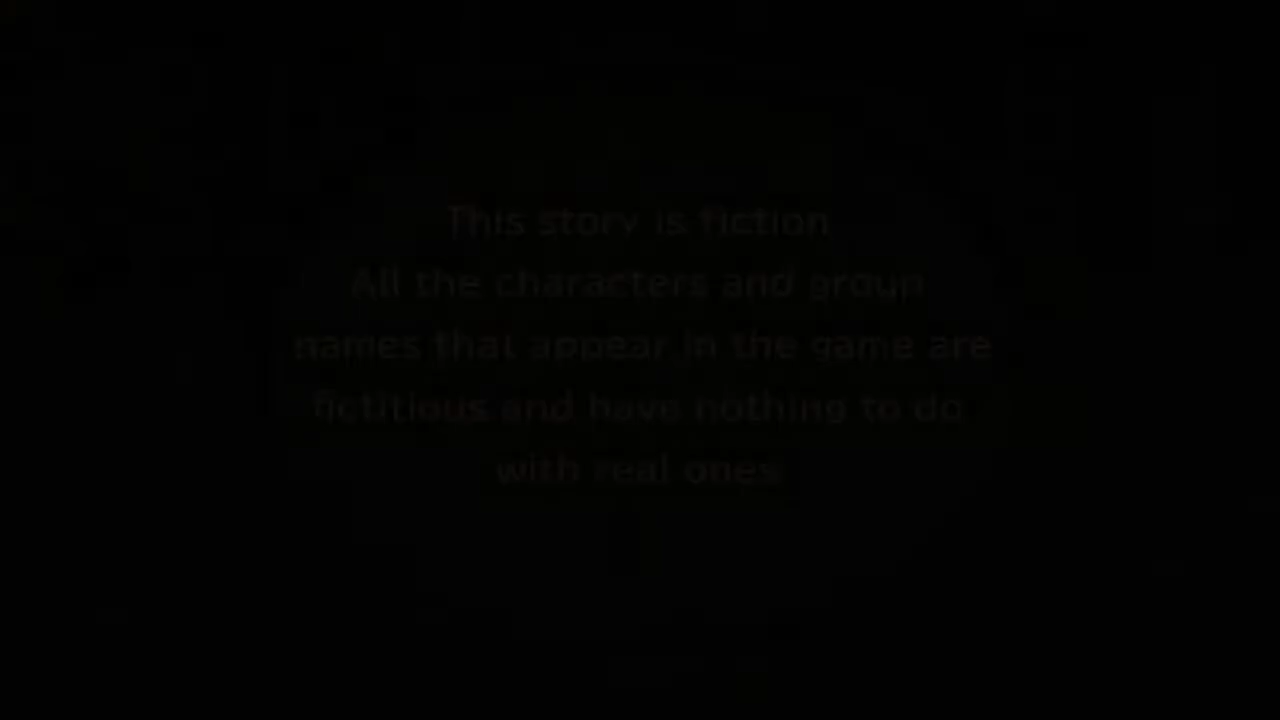 This story is fiction
All the characters and group
names that appear in the game are
fictitious and have nothing to do
with real ones